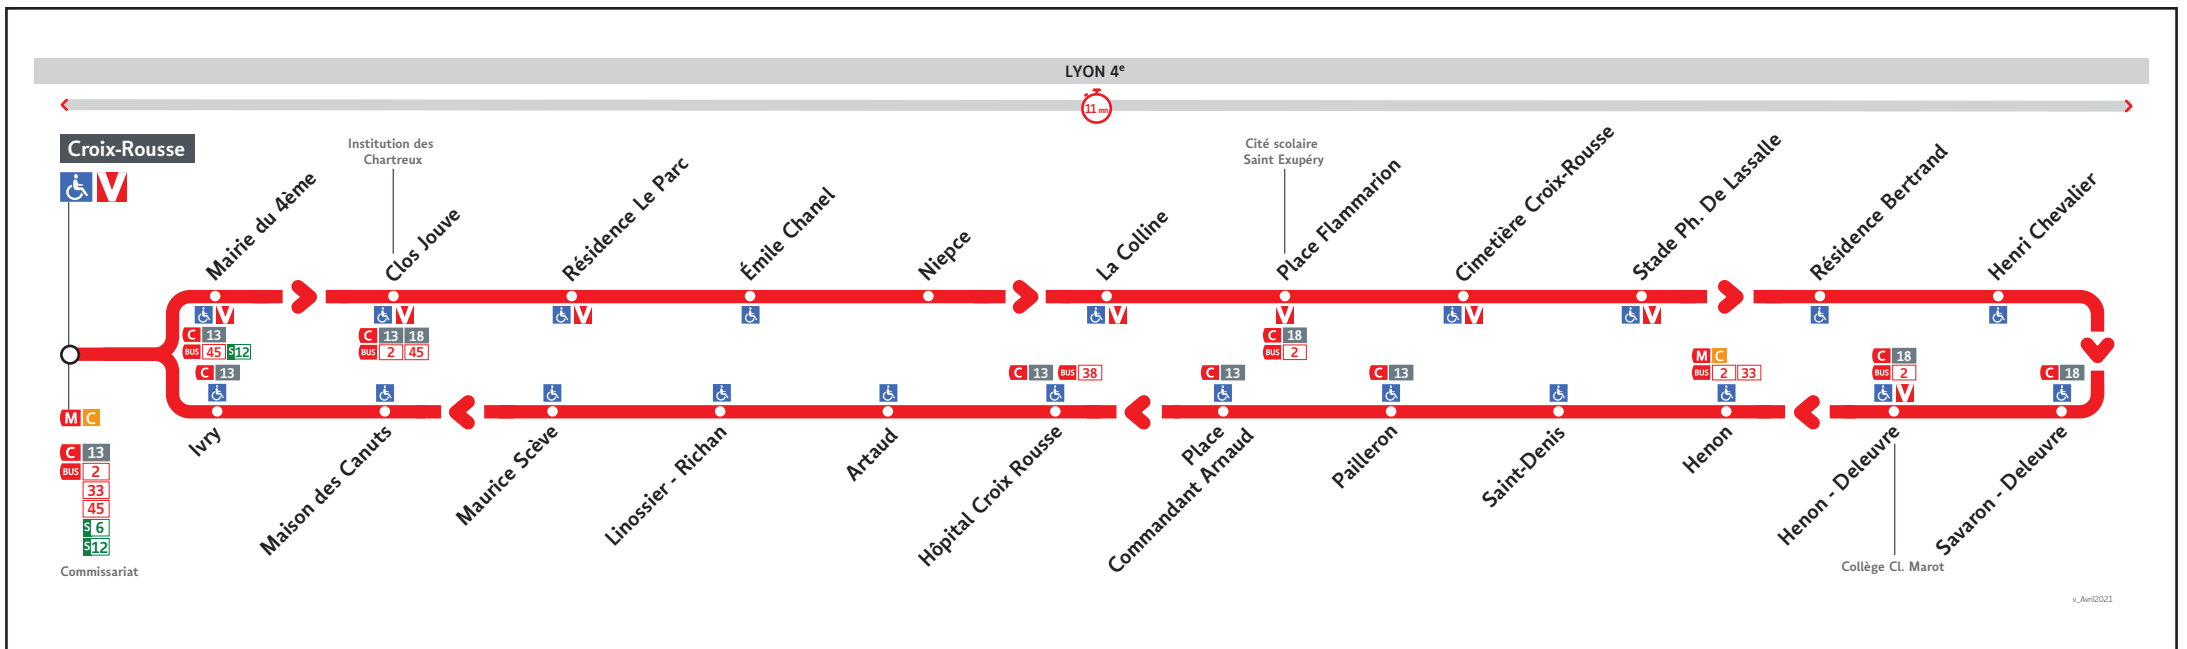 LYON 4e
11 mn
Croix-Rousse
V
Institution des
Chartreux
Cité scolaire
Saint Exupéry
Mairie du 4ème
Clos Jouve
Résidence Le Parc
Émile Chanel
Niepce
La Colline
Place Flammarion
Cimetière Croix-Rousse
Stade Ph. De Lassalle
Résidence Bertrand
Henri Chevalier
V
C 13
BUS 45 S12
V
C 13 18
BUS 2 45
V
V
V
C 18
BUS 2
V
V
C 13
C 13 BUS 38
C 13
C 13
M C
BUS 2 33
C 18
BUS 2
V
C 18
Ivry
Maison des Canuts
Maurice Scève
Linossier - Richan
Artaud
Hôpital Croix Rousse
Place
Commandant Arnaud
Pailleron
Saint-Denis
Henon
Henon - Deleuvre
Savaron - Deleuvre
M C
C 13
BUS 2
33
45
S 6
S12
Commissariat
Collège Cl. Marot
v_Avril2021